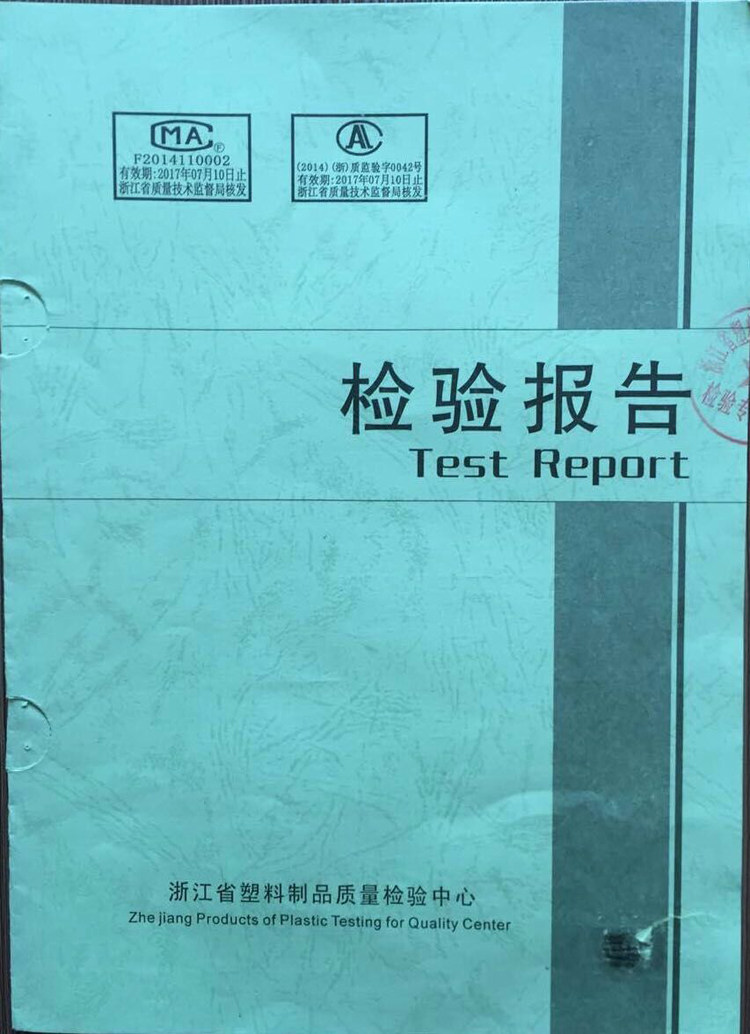 CMA
F
F2014110002
有效期:2017年07月10日止
浙江省质量技术监督局核发
CAL
(2014)(浙)质监验字0042号
有效期:2017年07月10日止
浙江省质量技术监督局核发
浙江省塑
检验报告
Test Report
浙江省塑料制品质量检验中心
Zhe jiang Products of Plastic Testing for Quality Center